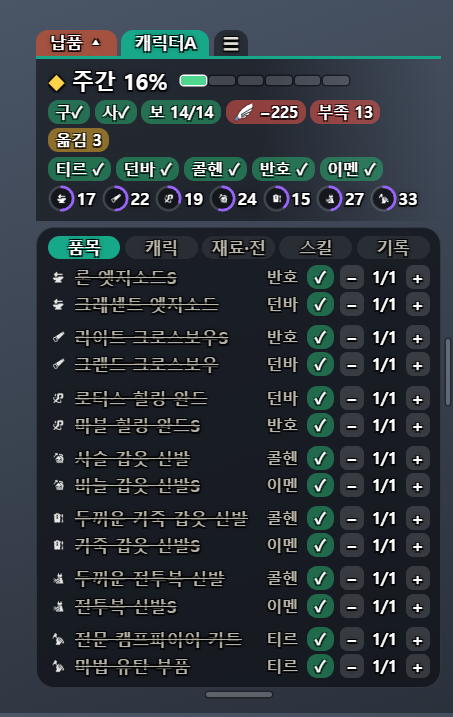 납품 ▲ 캐릭터A ☰
주간 16%
구✓ 사✓ 보 14/14 −225 부족 13
옮김 3
티르 ✓ 던바 ✓ 콜헨 ✓ 반호 ✓ 이멘 ✓
17 22 19 24 15 27 33
품목 캐릭 재료·전 스킬 기록
룬 엣지소드S 반호 ✓ − 1/1 +
크레센트 엣지소드 던바 ✓ − 1/1 +
라이트 크로스보우S 반호 ✓ − 1/1 +
그랜드 크로스보우 던바 ✓ − 1/1 +
로터스 힐링 완드 던바 ✓ − 1/1 +
마블 힐링 완드S 반호 ✓ − 1/1 +
사슬 갑옷 신발 콜헨 ✓ − 1/1 +
비늘 갑옷 신발S 이멘 ✓ − 1/1 +
두꺼운 가죽 갑옷 신발 콜헨 ✓ − 1/1 +
가죽 갑옷 신발S 이멘 ✓ − 1/1 +
두꺼운 전투복 신발 콜헨 ✓ − 1/1 +
전투복 신발S 이멘 ✓ − 1/1 +
전문 캠프파이어 키트 티르 ✓ − 1/1 +
마법 유탄 부품 티르 ✓ − 1/1 +